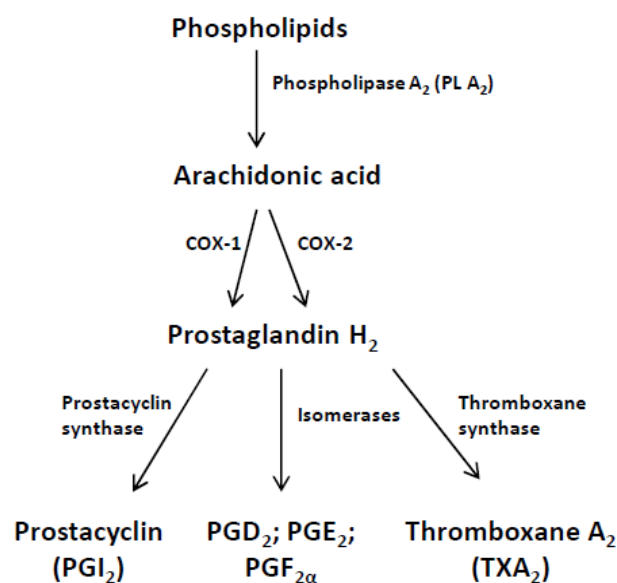 Phospholipids
Phospholipase A₂ (PL A₂)
Arachidonic acid
COX-1
COX-2
Prostaglandin H₂
Prostacyclin
synthase
Isomerases
Thromboxane
synthase
Prostacyclin
(PGI₂)
PGD₂; PGE₂;
PGF₂α
Thromboxane A₂
(TXA₂)